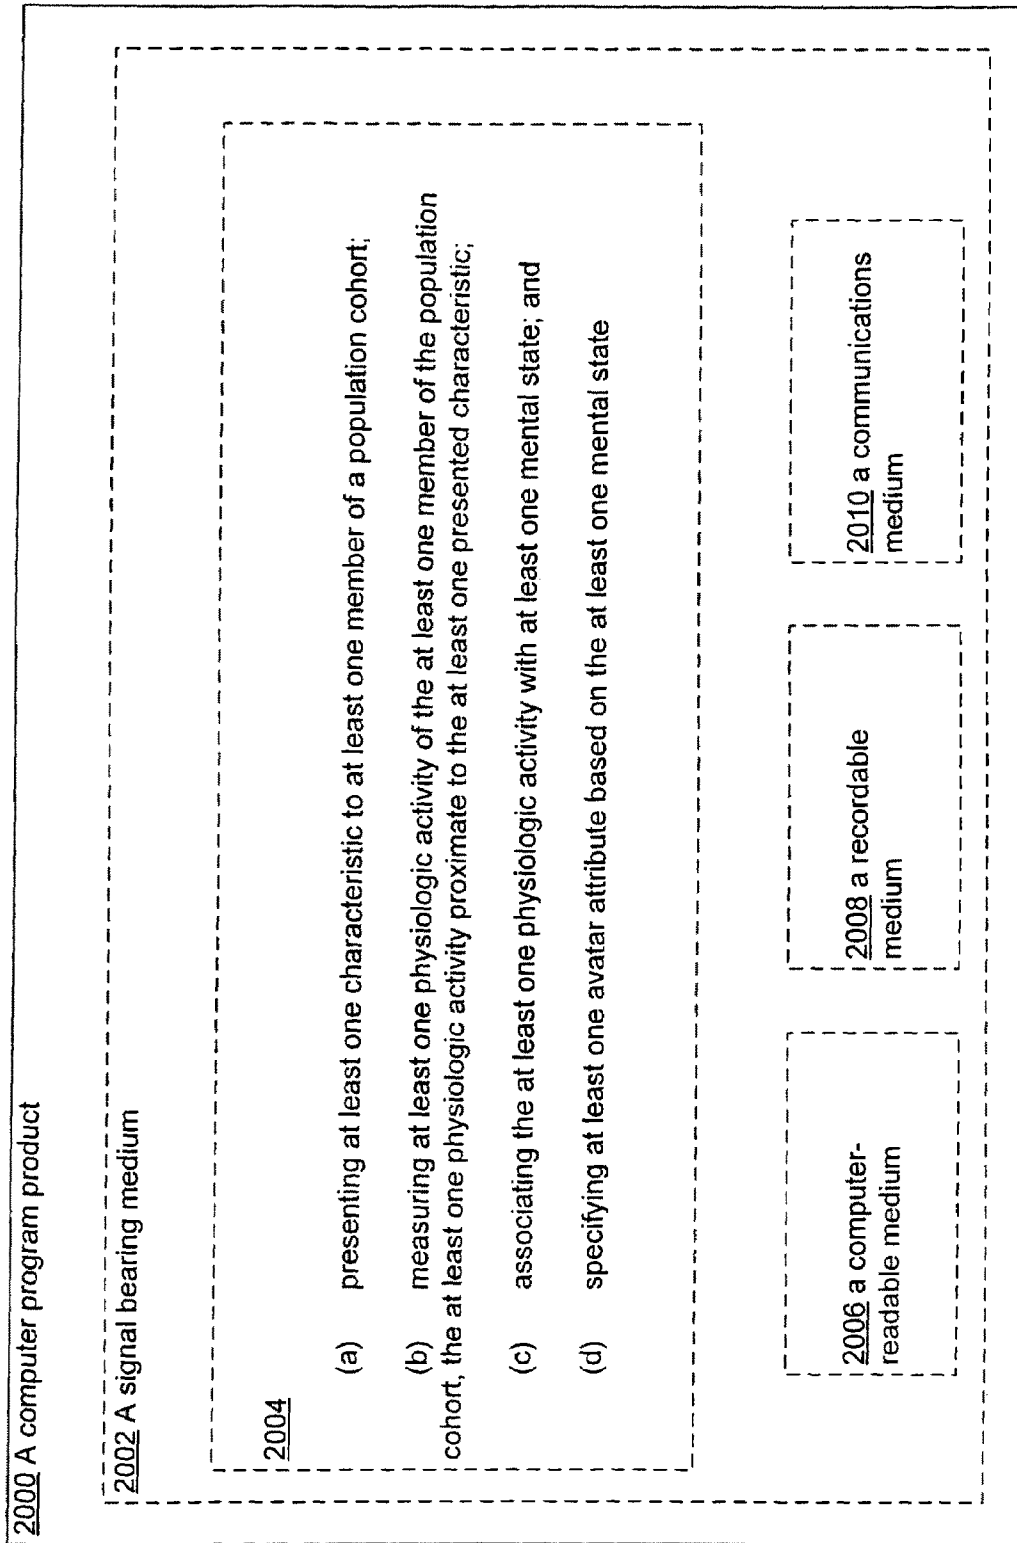 2000 A computer program product
2002 A signal bearing medium
2004
(a) presenting at least one characteristic to at least one member of a population cohort;
(b) measuring at least one physiologic activity of the at least one member of the population
cohort, the at least one physiologic activity proximate to the at least one presented characteristic;
(c) associating the at least one physiologic activity with at least one mental state; and
(d) specifying at least one avatar attribute based on the at least one mental state
2006 a computer-
readable medium
2008 a recordable
medium
2010 a communications
medium